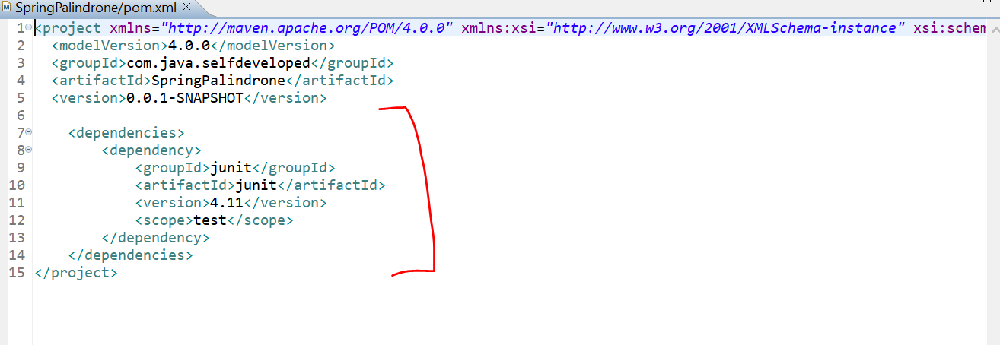 SpringPalindrone/pom.xml
1 <project xmlns="http://maven.apache.org/POM/4.0.0" xmlns:xsi="http://www.w3.org/2001/XMLSchema-instance" xsi:schem
2 <modelVersion>4.0.0</modelVersion>
3 <groupId>com.java.selfdeveloped</groupId>
4 <artifactId>SpringPalindrone</artifactId>
5 <version>0.0.1-SNAPSHOT</version>
6
7 <dependencies>
8 <dependency>
9 <groupId>junit</groupId>
10 <artifactId>junit</artifactId>
11 <version>4.11</version>
12 <scope>test</scope>
13 </dependency>
14 </dependencies>
15 </project>